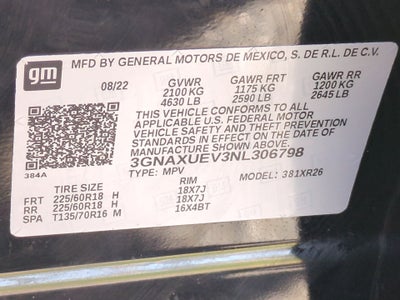 gm
MFD BY GENERAL MOTORS DE MEXICO, S. DE R.L. DE C.V.
08/22 GVWR GAWR FRT GAWR RR
2100 KG 1175 KG 1200 KG
4630 LB 2590 LB 2645 LB
THIS VEHICLE CONFORMS TO ALL
APPLICABLE U.S. FEDERAL MOTOR
VEHICLE SAFETY AND THEFT PREVENTION
STANDARDS IN EFFECT ON THE DATE OF
MANUFACTURE SHOWN ABOVE.
3GNAXUEV3NL306798
384A
TYPE: MPV MODEL: 381XR26
TIRE SIZE RIM
FRT 225/60R18 H 18X7J
RR 225/60R18 H 18X7J
SPA T135/70R16 M 16X4BT